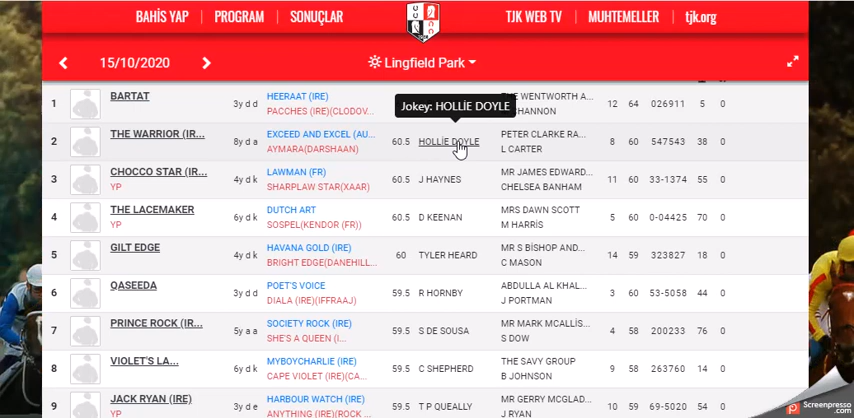 BAHİS YAP | PROGRAM | SONUÇLAR
TJK WEB TV | MUHTEMELLER | tjk.org
15/10/2020
Lingfield Park
Jokey: HOLLİE DOYLE
1 BARTAT 3y d d HEERAAT (IRE) WENTWORTH A... 12 64 026911 5 0
PACCHES (IRE)(CLODOV...
2 THE WARRIOR (IR... 8y d a EXCEED AND EXCEL (AU... 60.5 HOLLİE DOYLE PETER CLARKE RA... 8 60 547543 38 0
AYMARA(DARSHAAN) L CARTER
3 CHOCCO STAR (IR... 4y d k LAWMAN (FR) 60.5 J HAYNES MR JAMES EDWARD... 11 60 33-1374 55 0
YP SHARPLAW STAR(XAAR) CHELSEA BANHAM
4 THE LACEMAKER 6y d k DUTCH ART 60.5 D KEENAN MRS DAWN SCOTT 5 60 0-04425 70 0
YP SOSPEL(KENDOR (FR)) M HARRİS
5 GILT EDGE 4y d k HAVANA GOLD (IRE) 60 TYLER HEARD MR S BİSHOP AND... 14 59 323827 18 0
BRIGHT EDGE(DANEHILL... C MASON
6 QASEEDA 3y d d POET'S VOICE 59.5 R HORNBY ABDULLA AL KHAL... 3 60 53-5058 44 0
DIALA (IRE)(IFFRAAJ) J PORTMAN
7 PRINCE ROCK (IR... 5y a a SOCIETY ROCK (IRE) 59.5 S DE SOUSA MR MARK MCALLİS... 4 58 200233 76 0
SHE'S A QUEEN (I... S DOW
8 VIOLET'S LA... 6y d k MYBOYCHARLIE (IRE) 59.5 C SHEPHERD THE SAVY GROUP 9 58 263760 14 0
CAPE VIOLET (IRE)(CA... B JOHNSON
9 JACK RYAN (IRE) 3y d e HARBOUR WATCH (IRE) 59.5 T P QUEALLY MR GERRY MCGLAD... 10 59 69-5020 54 0
YP ANYTHING (IRE)(ROCK ... J RYAN
Screenpresso.com